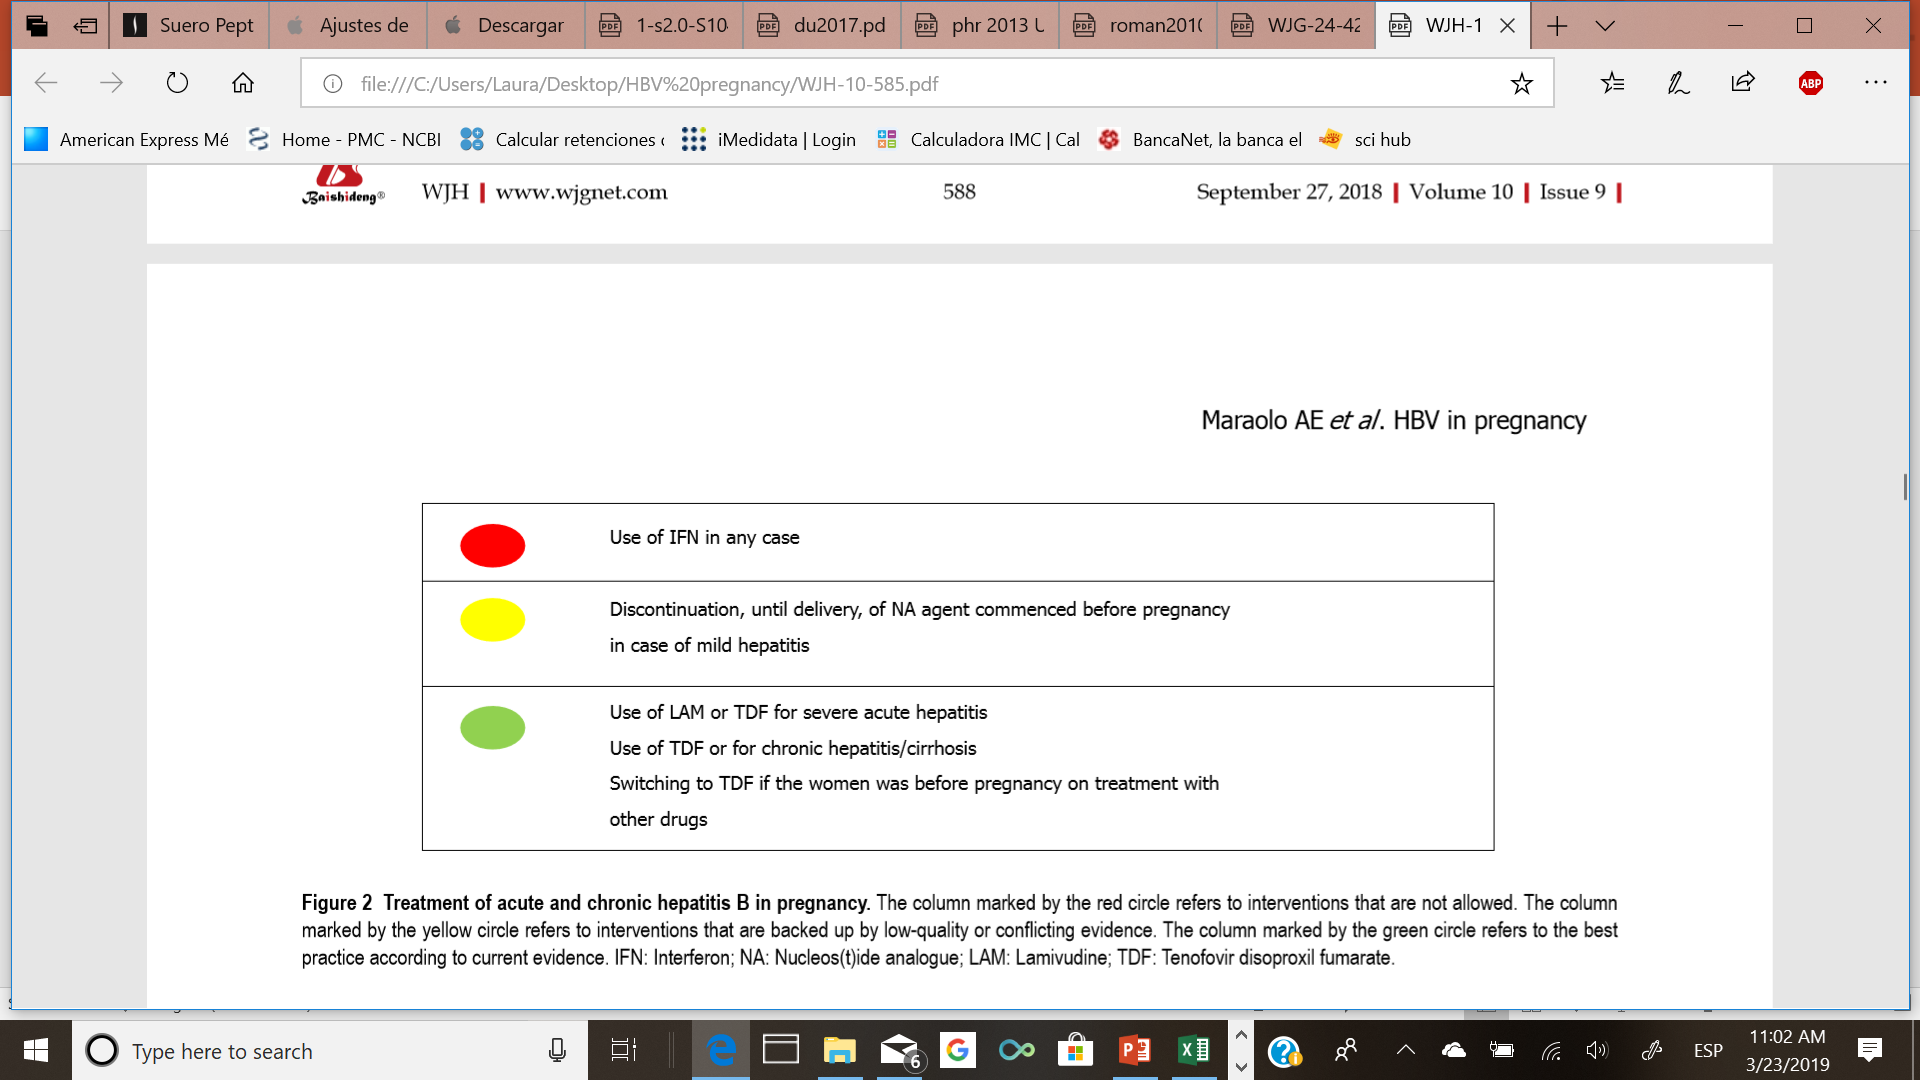 Suero Pept
Ajustes de
Descargar
1-s2.0-S10
du2017.pd
phr 2013 U
roman2010
WJG-24-42
WJH-1
file:///C:/Users/Laura/Desktop/HBV%20pregnancy/WJH-10-585.pdf
ABP
American Express Mé
Home - PMC - NCBI
Calcular retenciones
iMedidata | Login
Calculadora IMC | Cal
BancaNet, la banca el
sci hub
Baishideng®
WJH | www.wjgnet.com
588
September 27, 2018 | Volume 10 | Issue 9 |
Maraolo AE et al. HBV in pregnancy
Use of IFN in any case
Discontinuation, until delivery, of NA agent commenced before pregnancy
in case of mild hepatitis
Use of LAM or TDF for severe acute hepatitis
Use of TDF or for chronic hepatitis/cirrhosis
Switching to TDF if the women was before pregnancy on treatment with
other drugs
Figure 2 Treatment of acute and chronic hepatitis B in pregnancy. The column marked by the red circle refers to interventions that are not allowed. The column
marked by the yellow circle refers to interventions that are backed up by low-quality or conflicting evidence. The column marked by the green circle refers to the best
practice according to current evidence. IFN: Interferon; NA: Nucleos(t)ide analogue; LAM: Lamivudine; TDF: Tenofovir disoproxil fumarate.
Type here to search
6
ESP
11:02 AM
3/23/2019